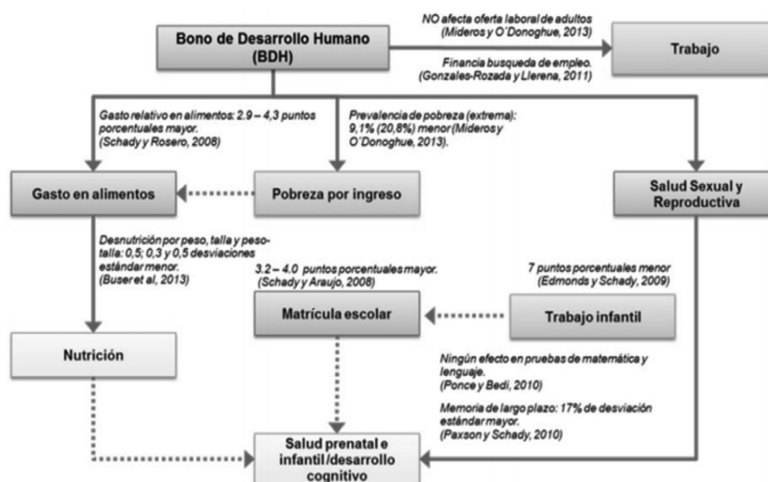 Bono de Desarrollo Humano
(BDH)
NO afecta oferta laboral de adultos
(Mideros y O´Donoghue, 2013)
Financia busqueda de empleo.
(Gonzales-Rozada y Llerena, 2011)
Trabajo
Gasto relativo en alimentos: 2.9 – 4,3 puntos
porcentuales mayor.
(Schady y Rosero, 2008)
Prevalencia de pobreza (extrema):
9,1% (20,8%) menor (Mideros y
O´Donoghue, 2013).
Gasto en alimentos
Pobreza por ingreso
Salud Sexual y
Reproductiva
Desnutrición por peso, talla y peso-
talla: 0,5; 0,3 y 0,5 desviaciones
estándar menor.
(Buser et al, 2013)
3.2 – 4.0 puntos porcentuales mayor.
(Schady y Araujo, 2008)
7 puntos porcentuales menor
(Edmonds y Schady, 2009)
Matrícula escolar
Trabajo infantil
Nutrición
Ningún efecto en pruebas de matemática y
lenguaje.
(Ponce y Bedi, 2010)
Memoria de largo plazo: 17% de desviación
estándar mayor.
(Paxson y Schady, 2010)
Salud prenatal e
infantil/desarrollo
cognitivo